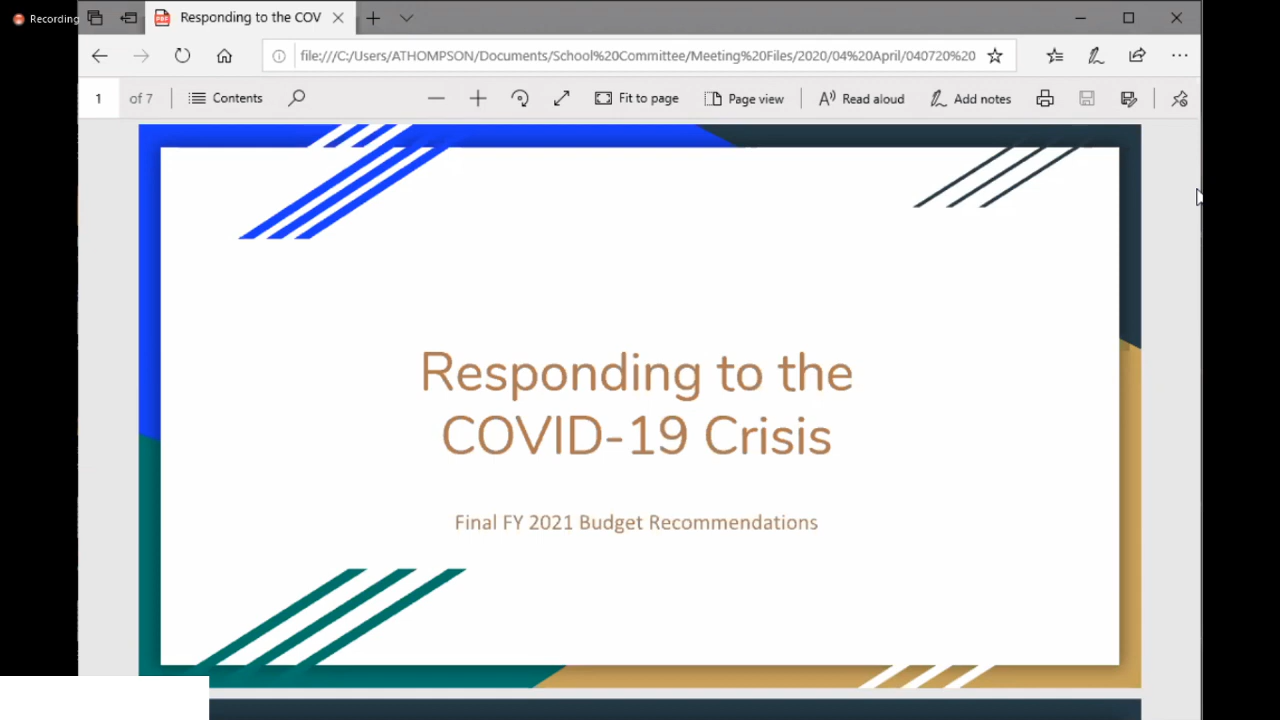 Recording
Responding to the COV
file:///C:/Users/ATHOMPSON/Documents/School%20Committee/Meeting%20Files/2020/04%20April/040720%20
1 of 7 Contents Fit to page Page view Read aloud Add notes
Responding to the
COVID-19 Crisis
Final FY 2021 Budget Recommendations